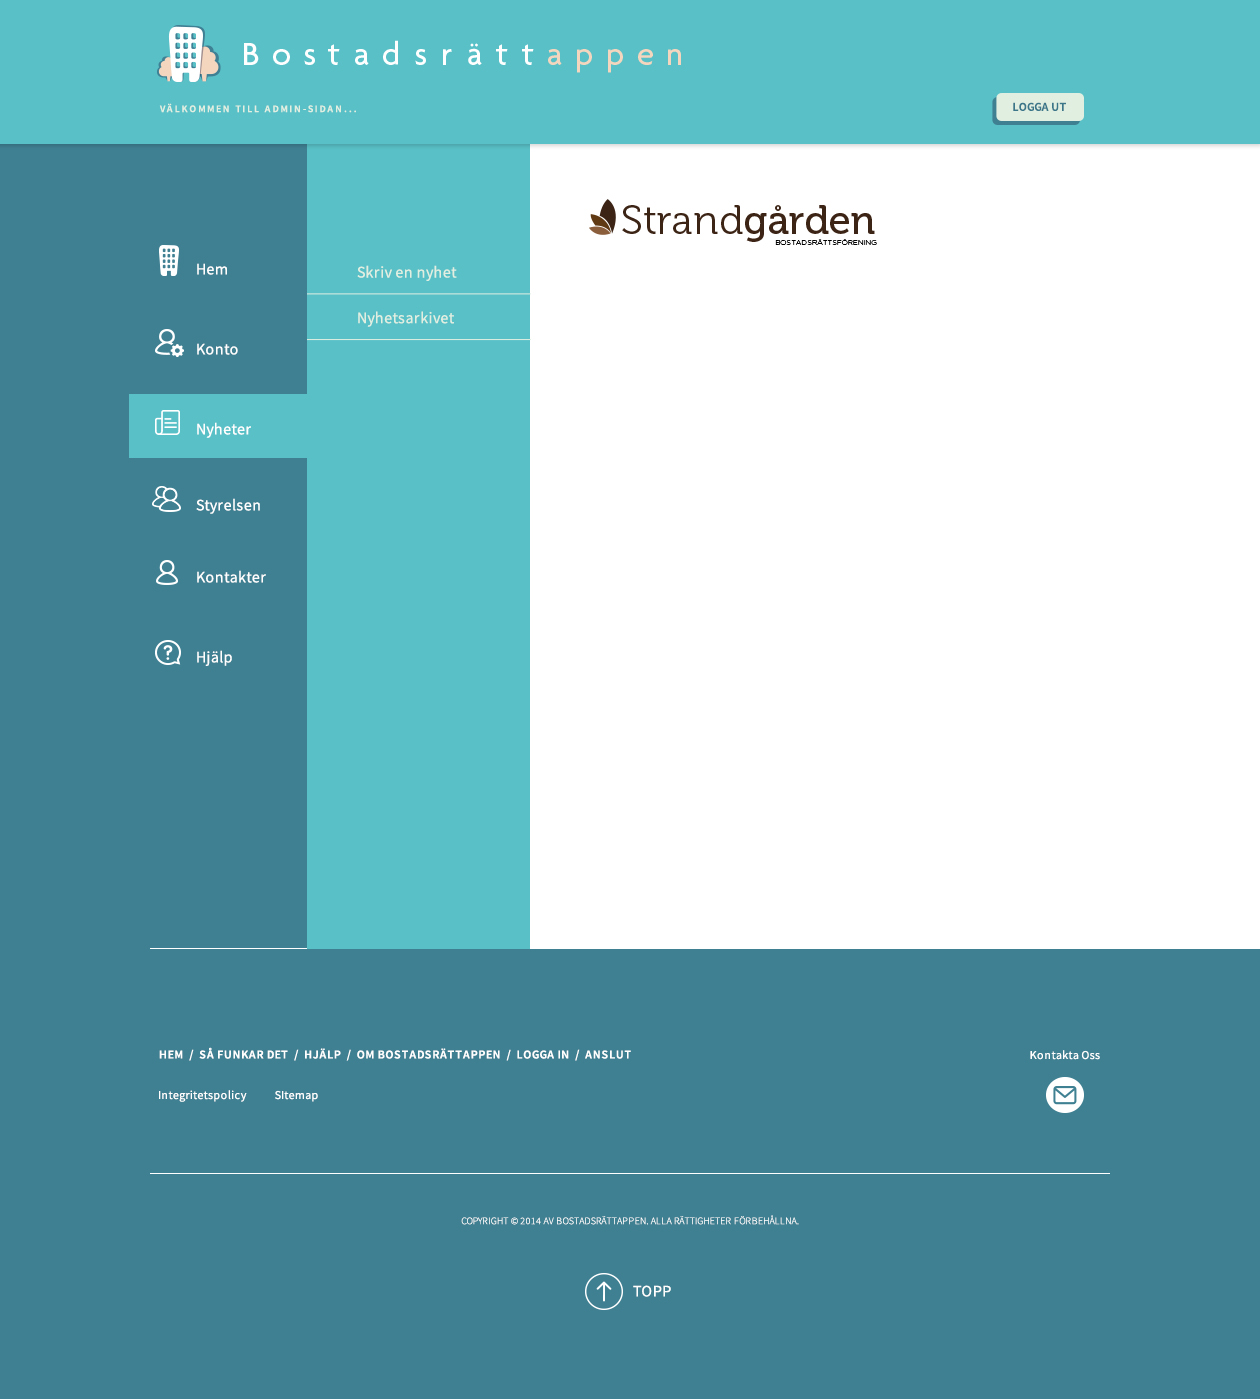 Bostadsrättappen
VÄLKOMMEN TILL ADMIN-SIDAN...
LOGGA UT
Strandgården
BOSTADSRÄTTSFÖRENING
Hem
Konto
Nyheter
Styrelsen
Kontakter
Hjälp
Skriv en nyhet
Nyhetsarkivet
HEM / SÅ FUNKAR DET / HJÄLP / OM BOSTADSRÄTTAPPEN / LOGGA IN / ANSLUT
Kontakta Oss
Integritetspolicy SItemap
COPYRIGHT © 2014 AV BOSTADSRÄTTAPPEN. ALLA RÄTTIGHETER FÖRBEHÅLLNA.
TOPP